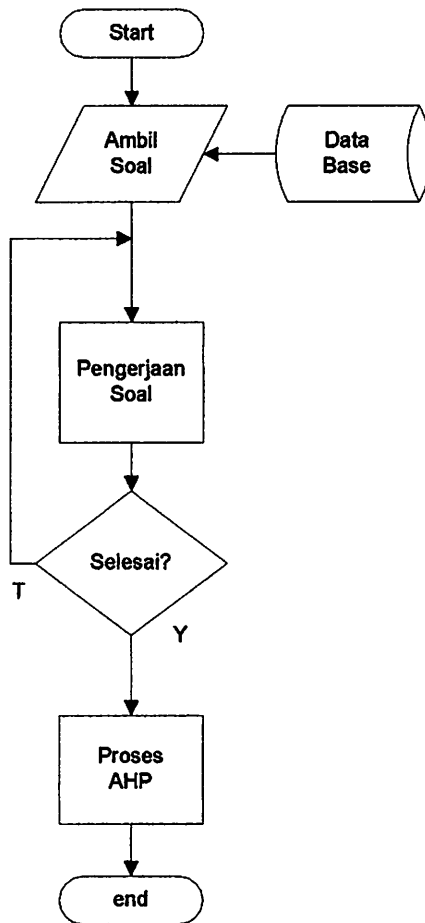 Start
Ambil
Soal
Data
Base
Pengerjaan
Soal
Selesai?
T
Y
Proses
AHP
end